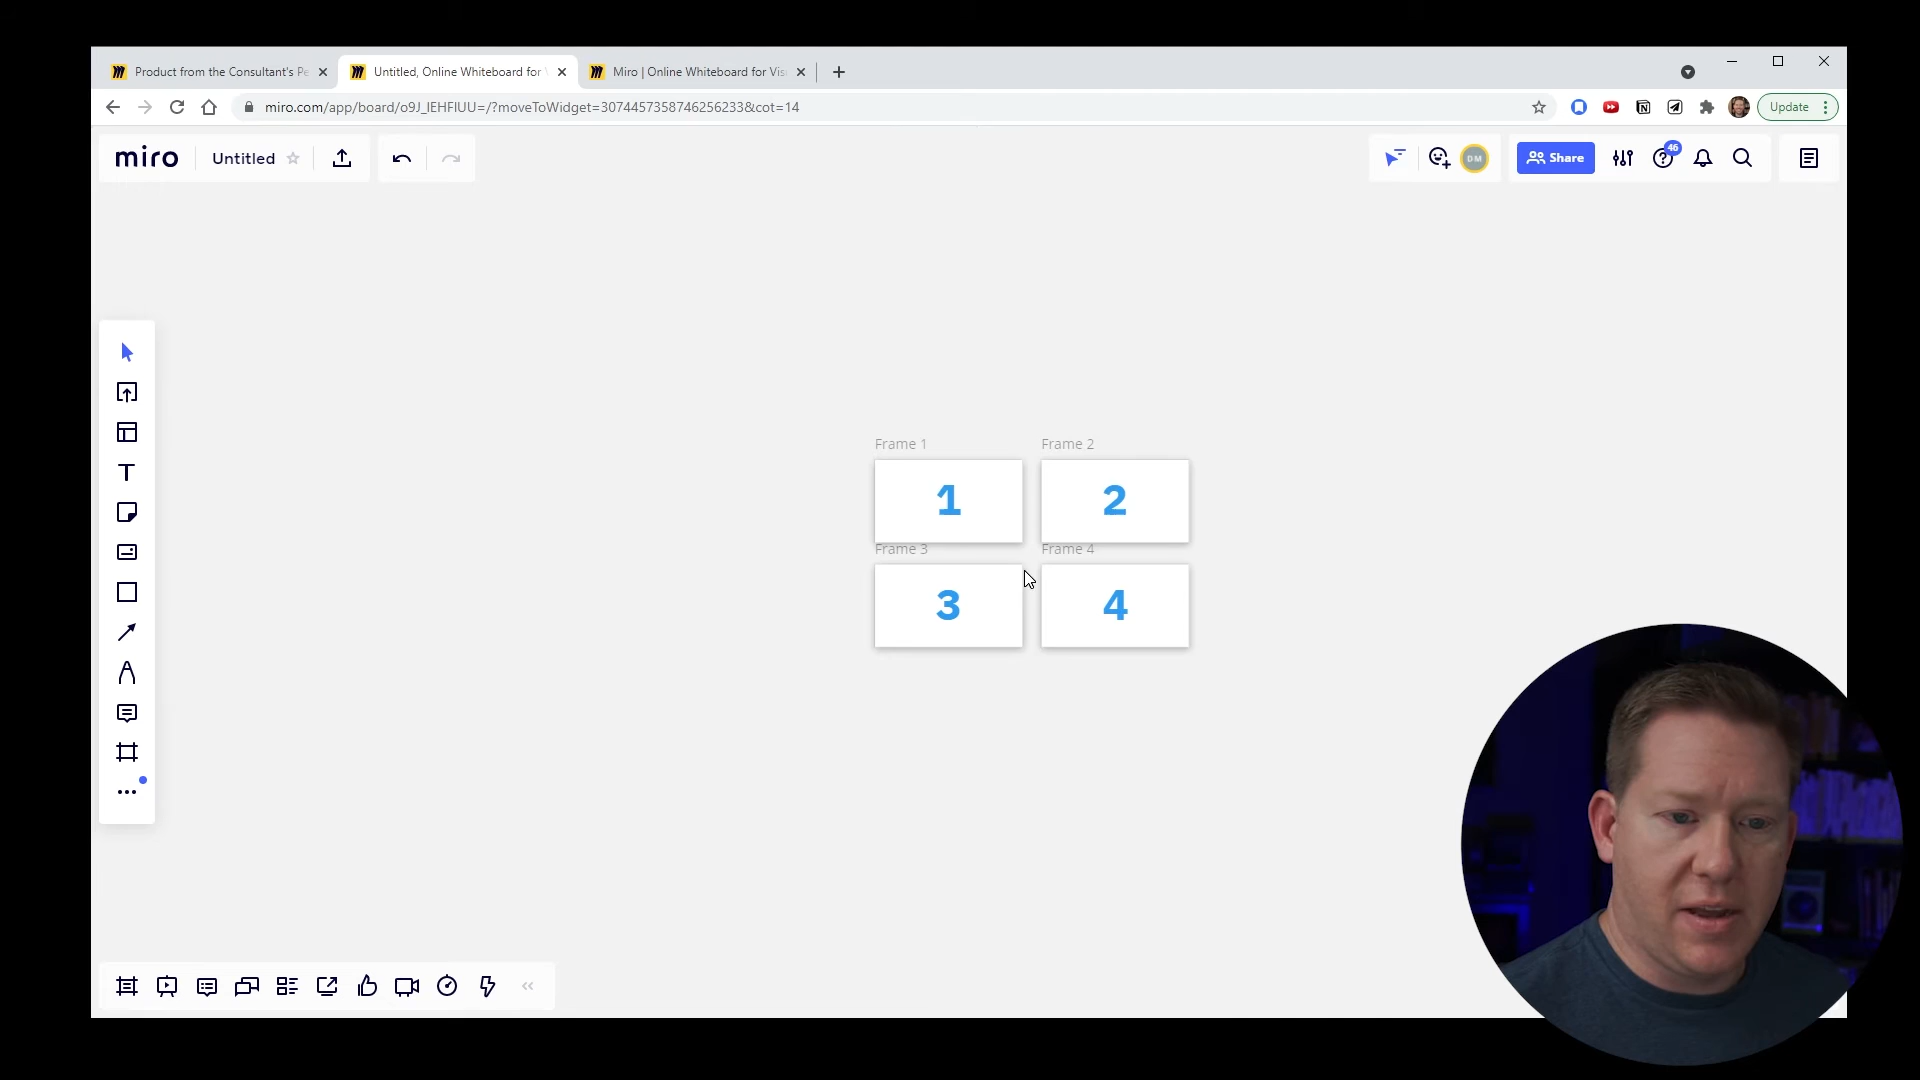 Product from the Consultant's Pe
Untitled, Online Whiteboard for
Miro | Online Whiteboard for Vis
miro.com/app/board/o9J_lEHFIUU=/?moveToWidget=3074457358746256233&cot=14
Update
miro
Untitled
DM
Share
46
Frame 1
Frame 2
1
2
Frame 3
Frame 4
3
4